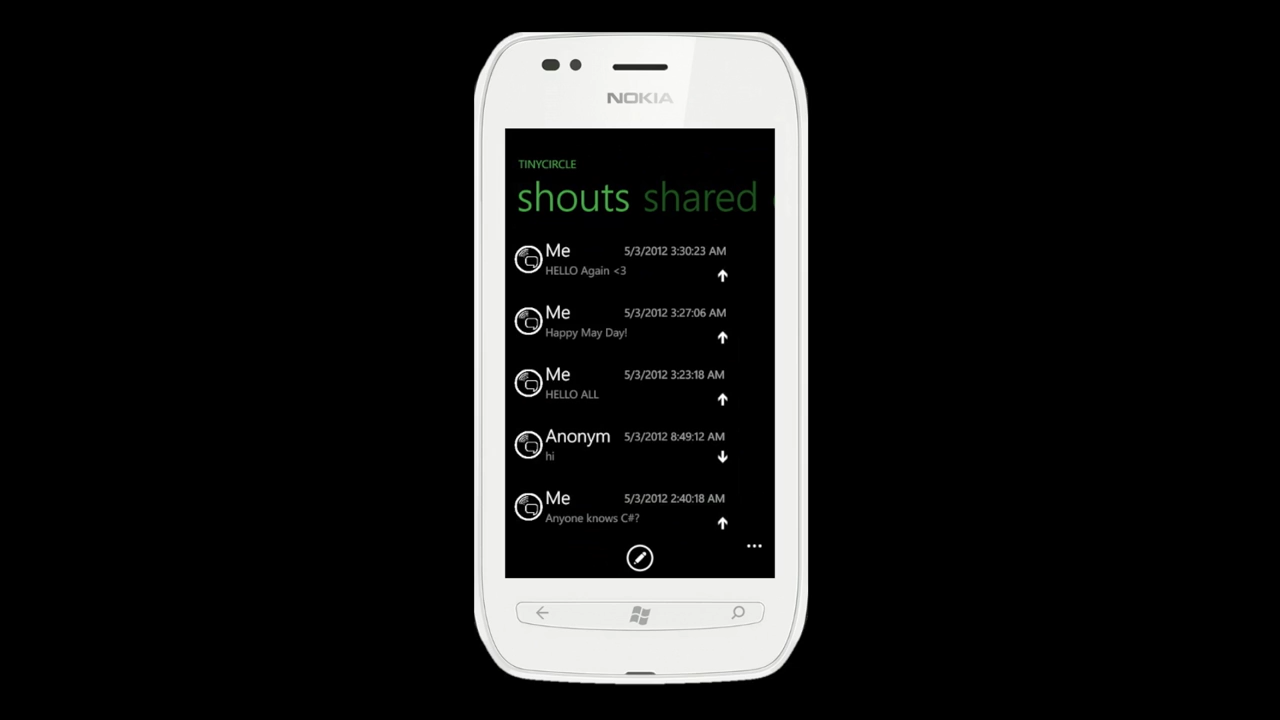 NOKIA
TINYCIRCLE
shouts shared
Me 5/3/2012 3:30:23 AM
HELLO Again <3
Me 5/3/2012 3:27:06 AM
Happy May Day!
Me 5/3/2012 3:23:18 AM
HELLO ALL
Anonym 5/3/2012 8:49:12 AM
hi
Me 5/3/2012 2:40:18 AM
Anyone knows C#?